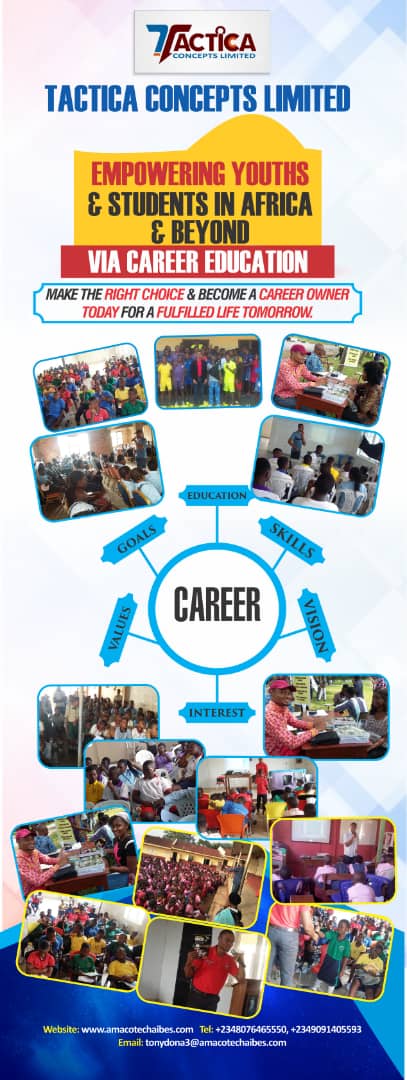 TACTICA
CONCEPTS LIMITED
TACTICA CONCEPTS LIMITED
EMPOWERING YOUTHS
& STUDENTS IN AFRICA
& BEYOND
VIA CAREER EDUCATION
MAKE THE RIGHT CHOICE & BECOME A CAREER OWNER
TODAY FOR A FULFILLED LIFE TOMORROW.
EDUCATION
GOALS
SKILLS
CAREER
VALUES
VISION
INTEREST
Website: www.amacotechaibes.com Tel: +2348076465550, +2349091405593
Email: tonydona3@amacotechaibes.com